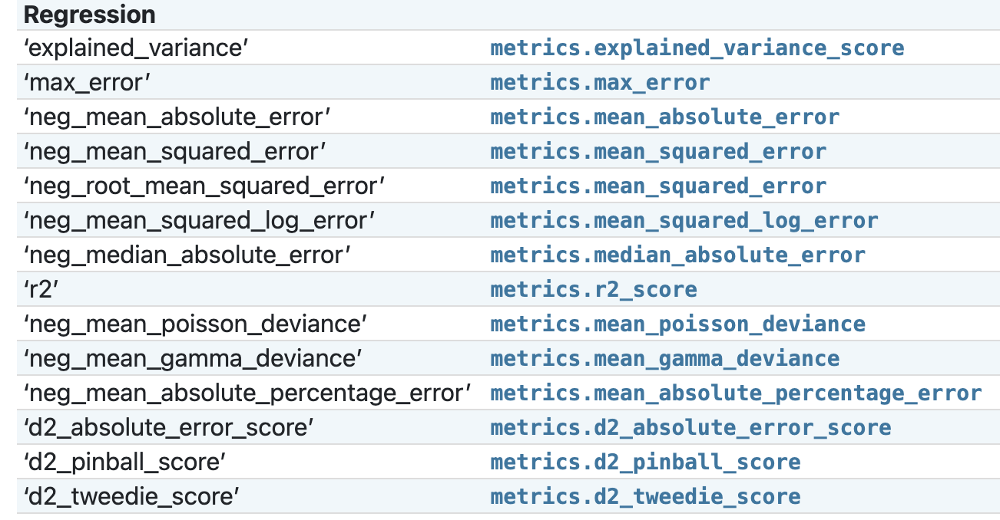 Regression
‘explained_variance’ metrics.explained_variance_score
‘max_error’ metrics.max_error
‘neg_mean_absolute_error’ metrics.mean_absolute_error
‘neg_mean_squared_error’ metrics.mean_squared_error
‘neg_root_mean_squared_error’ metrics.mean_squared_error
‘neg_mean_squared_log_error’ metrics.mean_squared_log_error
‘neg_median_absolute_error’ metrics.median_absolute_error
‘r2’ metrics.r2_score
‘neg_mean_poisson_deviance’ metrics.mean_poisson_deviance
‘neg_mean_gamma_deviance’ metrics.mean_gamma_deviance
‘neg_mean_absolute_percentage_error’ metrics.mean_absolute_percentage_error
‘d2_absolute_error_score’ metrics.d2_absolute_error_score
‘d2_pinball_score’ metrics.d2_pinball_score
‘d2_tweedie_score’ metrics.d2_tweedie_score